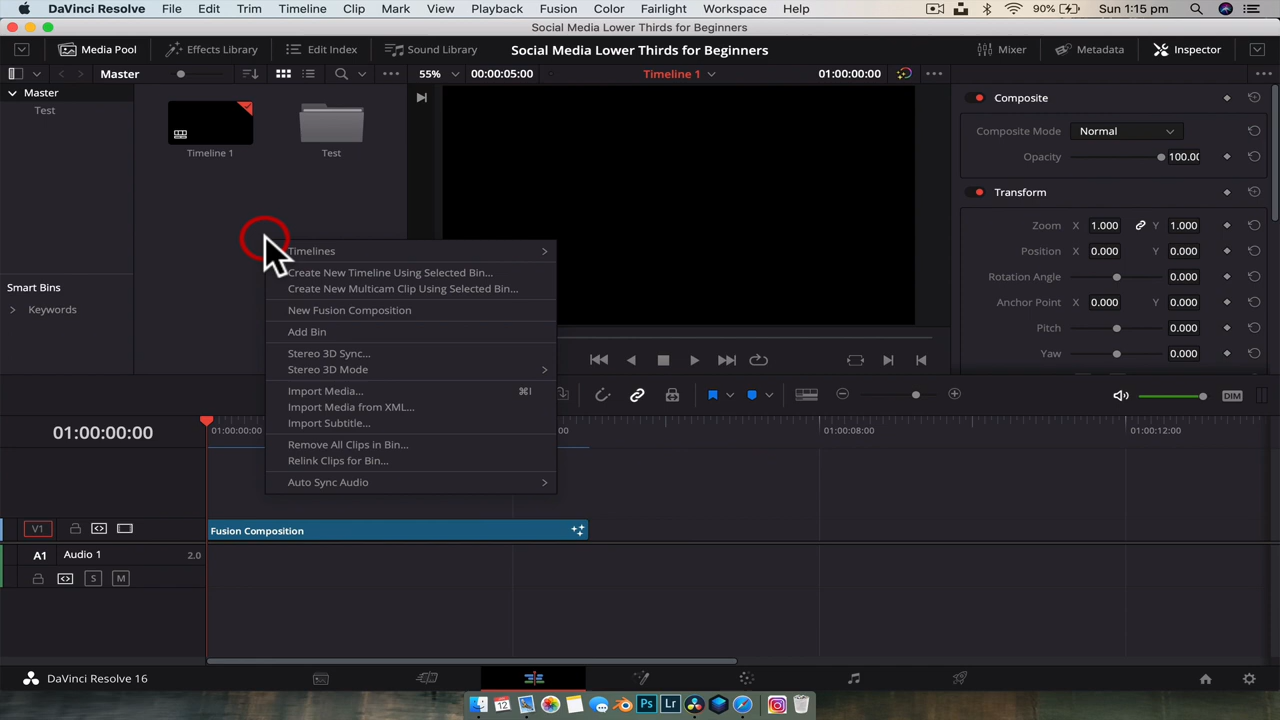 DaVinci Resolve File Edit Trim Timeline Clip Mark View Playback Fusion Color Fairlight Workspace Help 90% Sun 1:15 pm
Social Media Lower Thirds for Beginners
Media Pool Effects Library Edit Index Sound Library Social Media Lower Thirds for Beginners Mixer Metadata Inspector
Master 55% 00:00:05:00 Timeline 1 01:00:00:00
Master
Test
Timeline 1
Test
Smart Bins
Keywords
Timelines
Create New Timeline Using Selected Bin...
Create New Multicam Clip Using Selected Bin...
New Fusion Composition
Add Bin
Stereo 3D Sync...
Stereo 3D Mode
Import Media... ⌘I
Import Media from XML...
Import Subtitle...
Remove All Clips in Bin...
Relink Clips for Bin...
Auto Sync Audio
Composite
Composite Mode Normal
Opacity 100.00
Transform
Zoom X 1.000 Y 1.000
Position X 0.000 Y 0.000
Rotation Angle 0.000
Anchor Point X 0.000 Y 0.000
Pitch 0.000
Yaw 0.000
DIM
01:00:00:00 01:00:00:00 :00 01:00:08:00 01:00:12:00
V1 Fusion Composition
A1 Audio 1 2.0
S M
DaVinci Resolve 16
12 Ps Lr